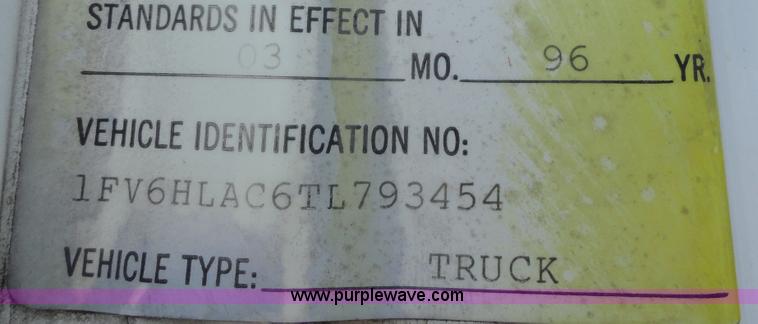 STANDARDS IN EFFECT IN
03 MO. 96 YR.
VEHICLE IDENTIFICATION NO:
1FV6HLAC6TL793454
VEHICLE TYPE: TRUCK
www.purplewave.com